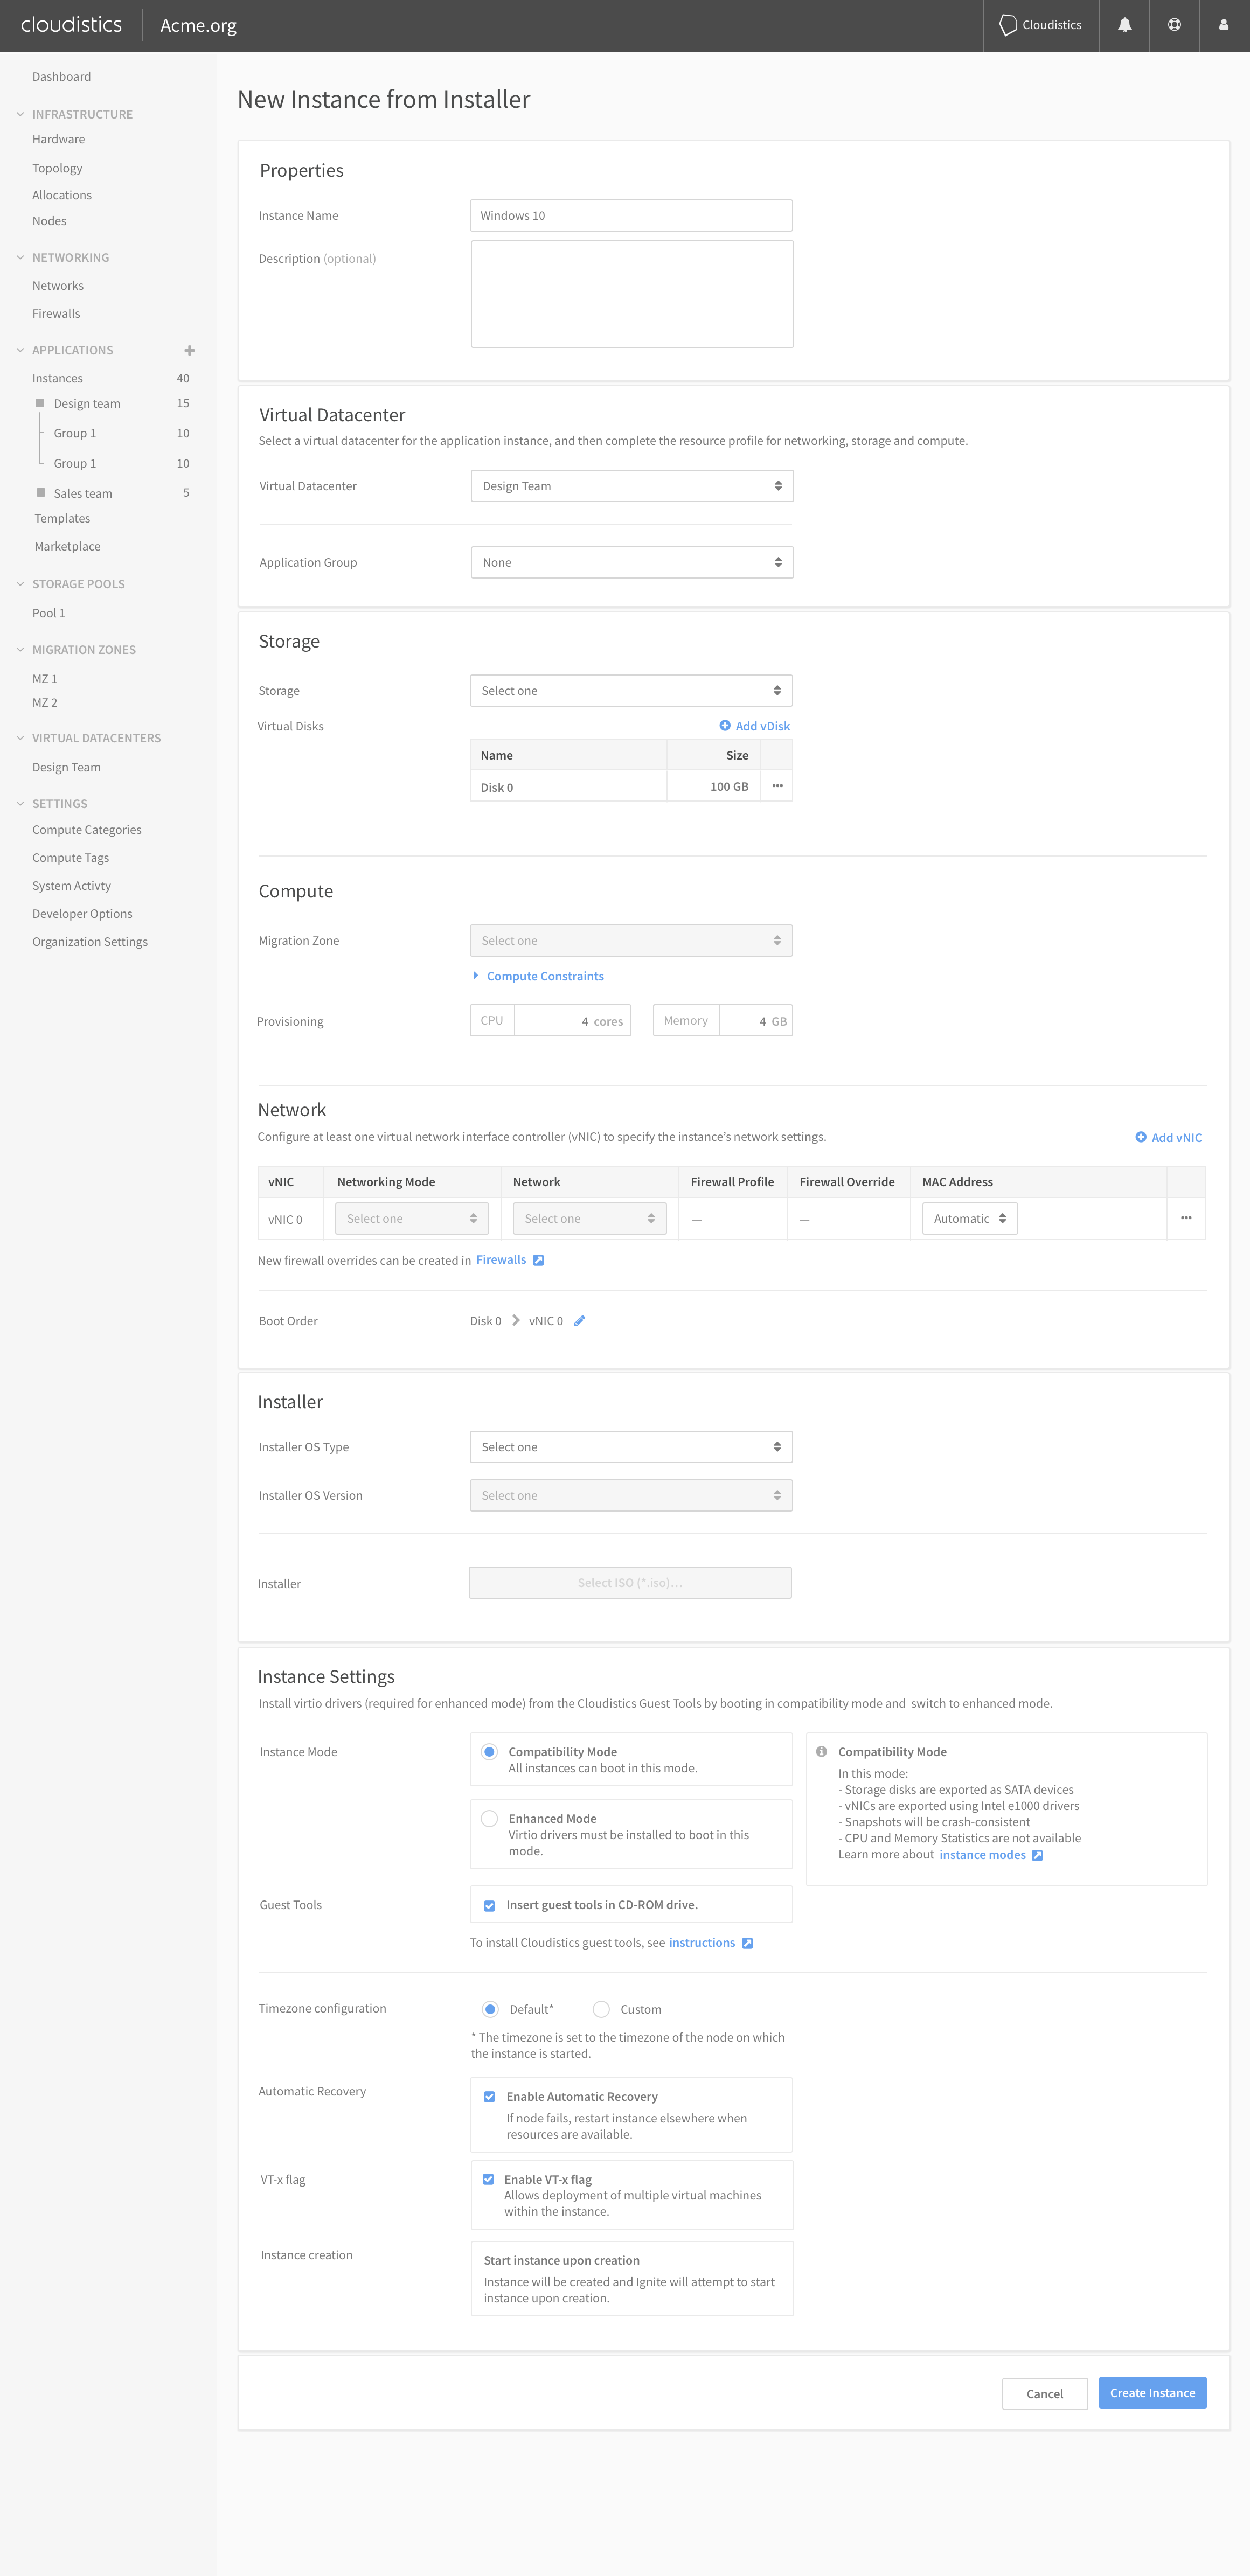 cloudistics
Acme.org
Cloudistics
Dashboard
INFRASTRUCTURE
Hardware
Topology
Allocations
Nodes
NETWORKING
Networks
Firewalls
APPLICATIONS
Instances 40
Design team 15
Group 1 10
Group 1 10
Sales team 5
Templates
Marketplace
STORAGE POOLS
Pool 1
MIGRATION ZONES
MZ 1
MZ 2
VIRTUAL DATACENTERS
Design Team
SETTINGS
Compute Categories
Compute Tags
System Activty
Developer Options
Organization Settings
New Instance from Installer
Properties
Instance Name Windows 10
Description (optional)
Virtual Datacenter
Select a virtual datacenter for the application instance, and then complete the resource profile for networking, storage and compute.
Virtual Datacenter Design Team
Application Group None
Storage
Storage Select one
Virtual Disks Add vDisk
Name Size
Disk 0 100 GB
Compute
Migration Zone Select one
Compute Constraints
Provisioning CPU 4 cores Memory 4 GB
Network
Configure at least one virtual network interface controller (vNIC) to specify the instance's network settings. Add vNIC
vNIC Networking Mode Network Firewall Profile Firewall Override MAC Address
vNIC 0 Select one Select one — — Automatic
New firewall overrides can be created in Firewalls
Boot Order Disk 0 vNIC 0
Installer
Installer OS Type Select one
Installer OS Version Select one
Installer Select ISO (*.iso)...
Instance Settings
Install virtio drivers (required for enhanced mode) from the Cloudistics Guest Tools by booting in compatibility mode and switch to enhanced mode.
Instance Mode
Compatibility Mode
All instances can boot in this mode.
Enhanced Mode
Virtio drivers must be installed to boot in this
mode.
Compatibility Mode
In this mode:
- Storage disks are exported as SATA devices
- vNICs are exported using Intel e1000 drivers
- Snapshots will be crash-consistent
- CPU and Memory Statistics are not available
Learn more about instance modes
Guest Tools Insert guest tools in CD-ROM drive.
To install Cloudistics guest tools, see instructions
Timezone configuration Default* Custom
* The timezone is set to the timezone of the node on which
the instance is started.
Automatic Recovery
Enable Automatic Recovery
If node fails, restart instance elsewhere when
resources are available.
VT-x flag Enable VT-x flag
Allows deployment of multiple virtual machines
within the instance.
Instance creation
Start instance upon creation
Instance will be created and Ignite will attempt to start
instance upon creation.
Cancel Create Instance